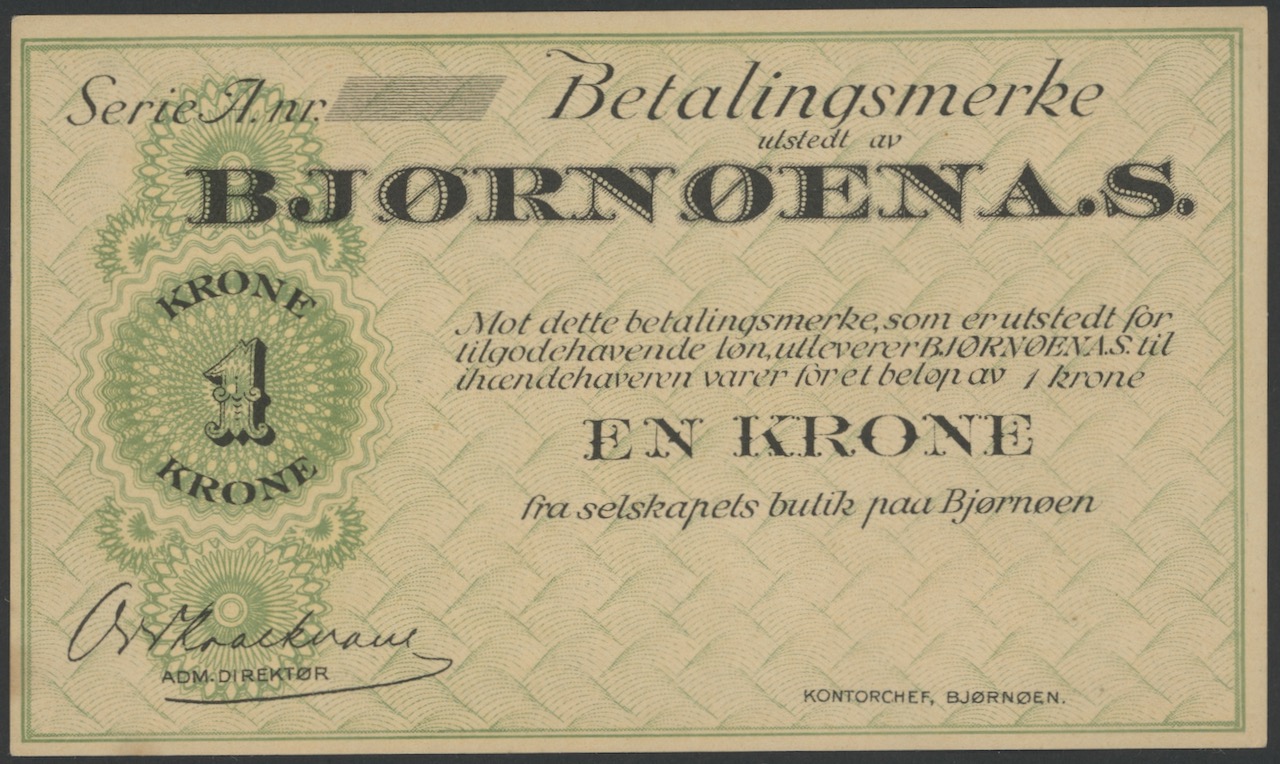 Serie A. nr.
Betalingsmerke
utstedt av
BJØRNØEN A.S.
KRONE
1
KRONE
Mot dette betalingsmerke, som er utstedt for
tilgodehavende løn, utleverer BJØRNØEN A.S. til
ihændehaveren varer for et beløp av 1 krone
EN KRONE
fra selskapets butik paa Bjørnøen
ADM. DIREKTØR
KONTORCHEF, BJØRNØEN.